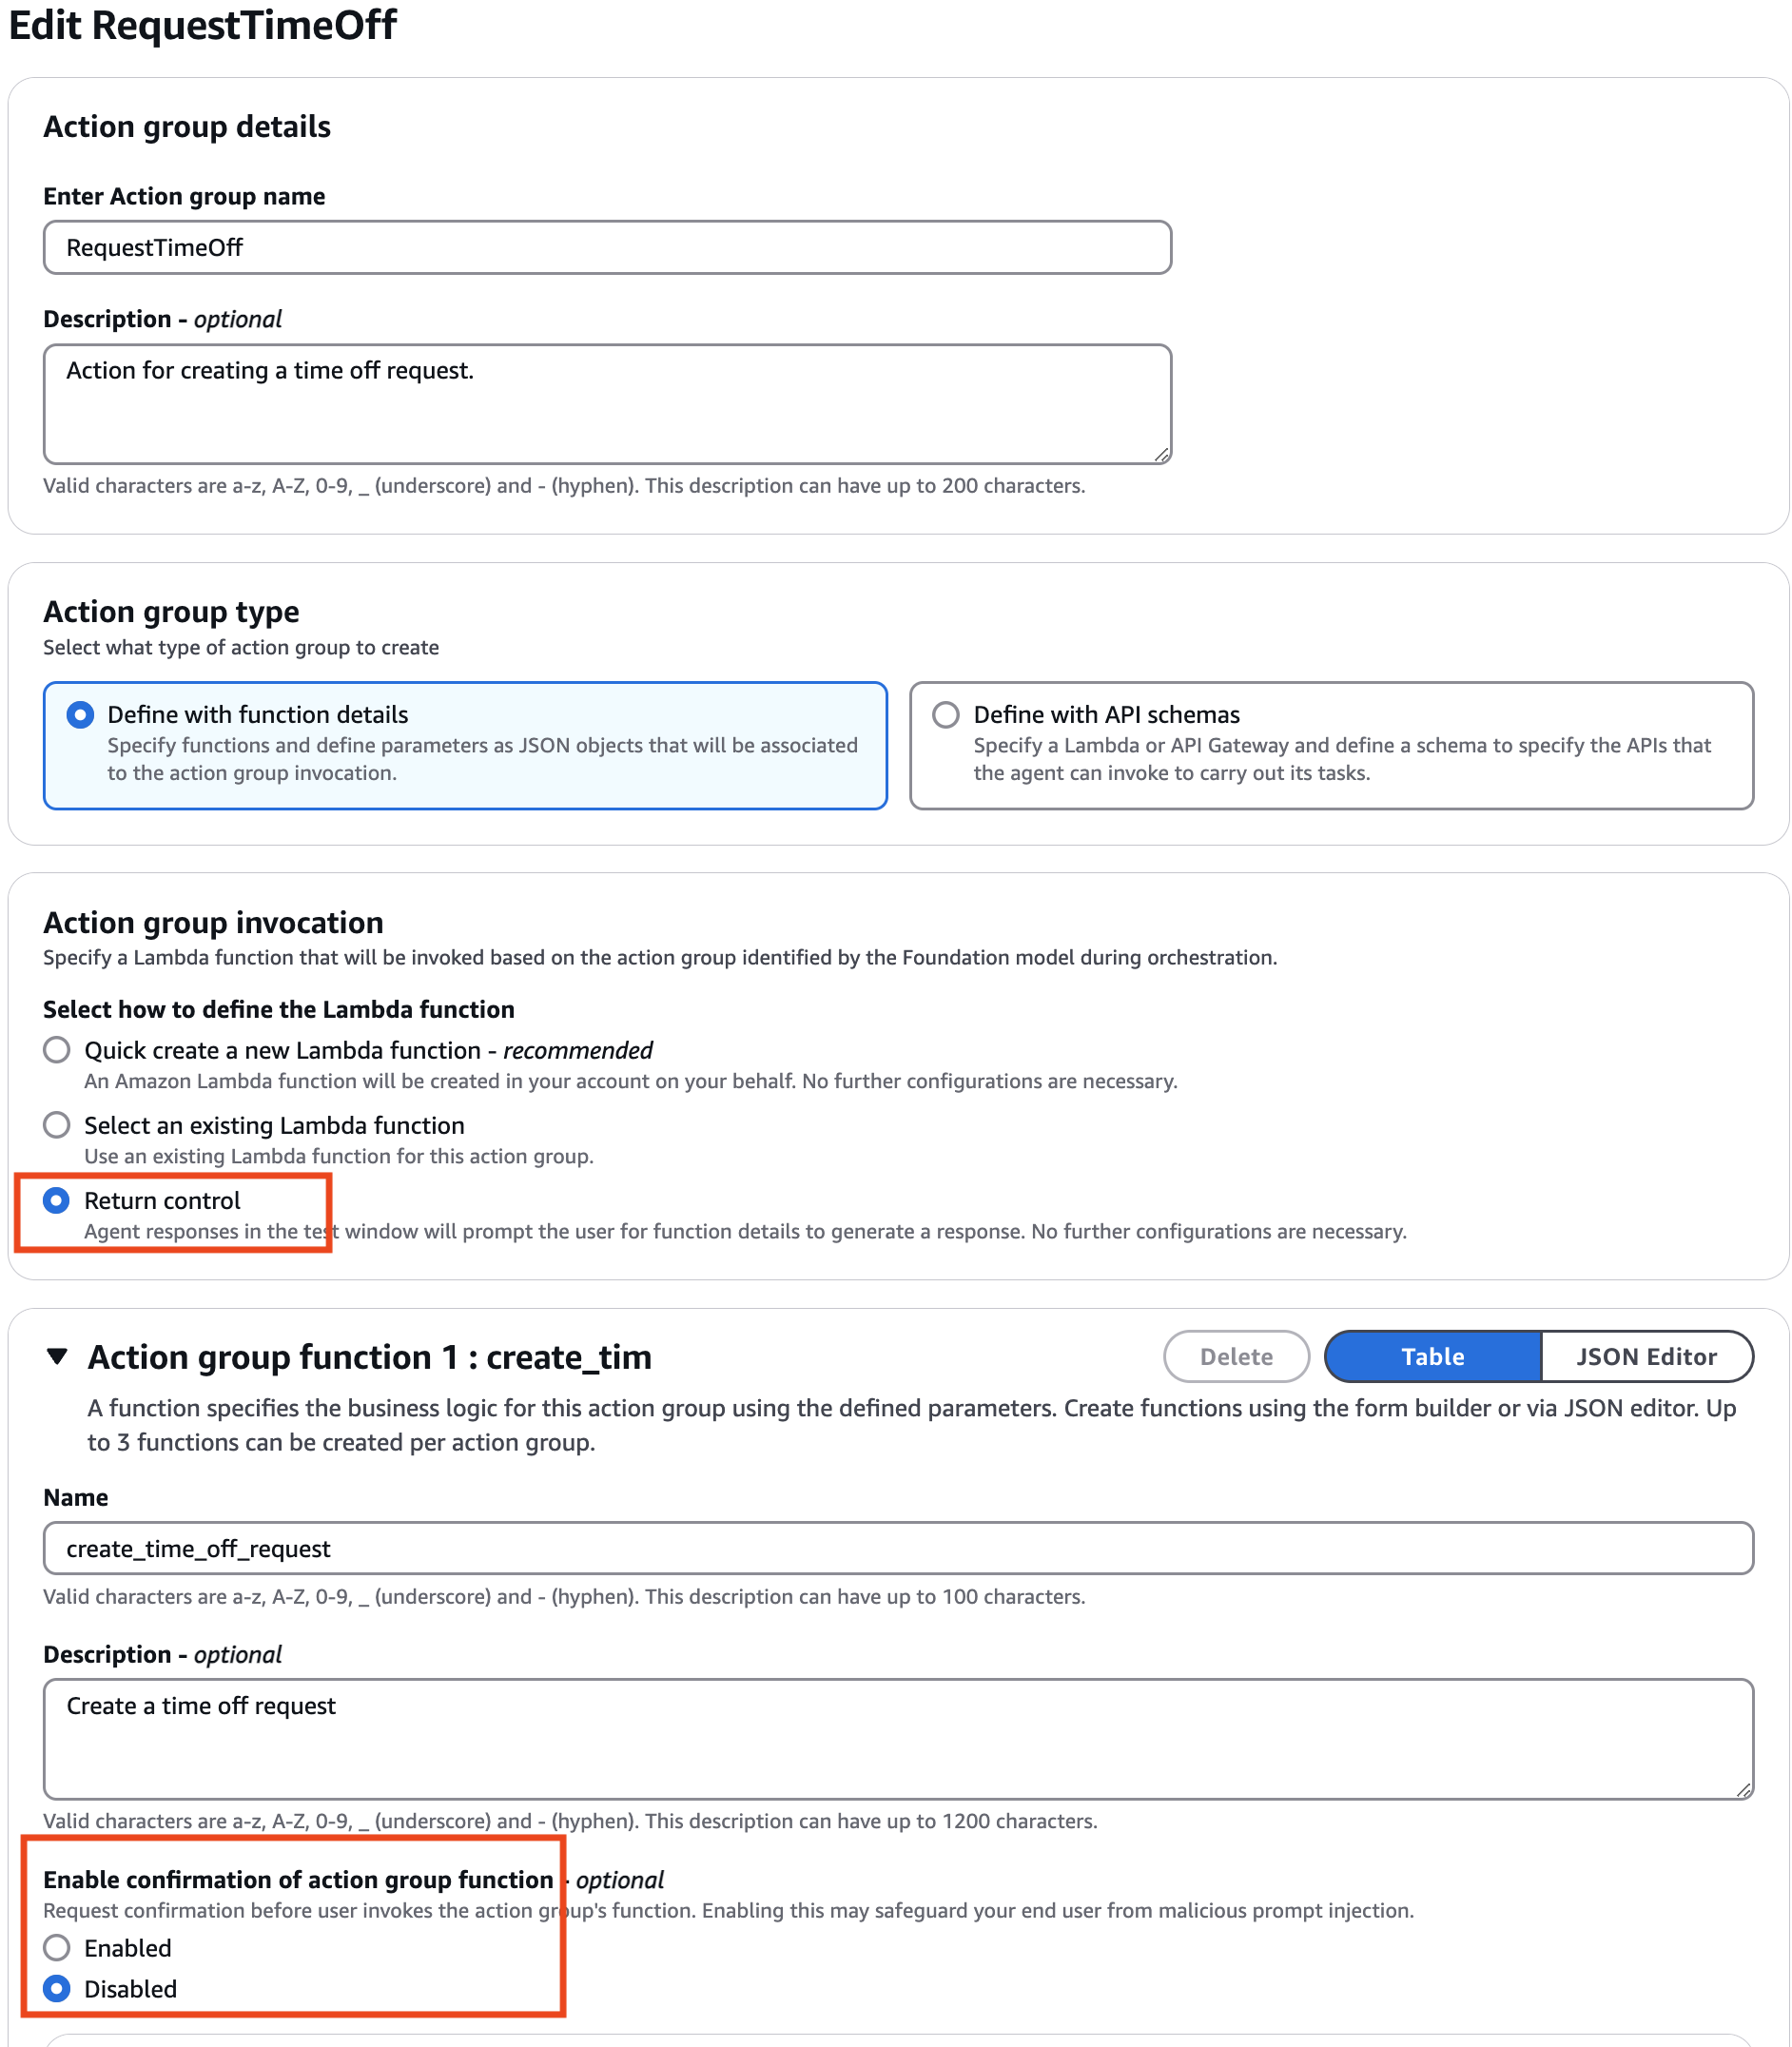 Edit RequestTimeOff
Action group details
Enter Action group name
RequestTimeOff
Description - optional
Action for creating a time off request.
Valid characters are a-z, A-Z, 0-9, _ (underscore) and - (hyphen). This description can have up to 200 characters.
Action group type
Select what type of action group to create
Define with function details
Specify functions and define parameters as JSON objects that will be associated
to the action group invocation.
Define with API schemas
Specify a Lambda or API Gateway and define a schema to specify the APIs that
the agent can invoke to carry out its tasks.
Action group invocation
Specify a Lambda function that will be invoked based on the action group identified by the Foundation model during orchestration.
Select how to define the Lambda function
Quick create a new Lambda function - recommended
An Amazon Lambda function will be created in your account on your behalf. No further configurations are necessary.
Select an existing Lambda function
Use an existing Lambda function for this action group.
Return control
Agent responses in the test window will prompt the user for function details to generate a response. No further configurations are necessary.
Action group function 1 : create_tim
Delete
Table
JSON Editor
A function specifies the business logic for this action group using the defined parameters. Create functions using the form builder or via JSON editor. Up
to 3 functions can be created per action group.
Name
create_time_off_request
Valid characters are a-z, A-Z, 0-9, _ (underscore) and - (hyphen). This description can have up to 100 characters.
Description - optional
Create a time off request
Valid characters are a-z, A-Z, 0-9, _ (underscore) and - (hyphen). This description can have up to 1200 characters.
Enable confirmation of action group function - optional
Request confirmation before user invokes the action group's function. Enabling this may safeguard your end user from malicious prompt injection.
Enabled
Disabled